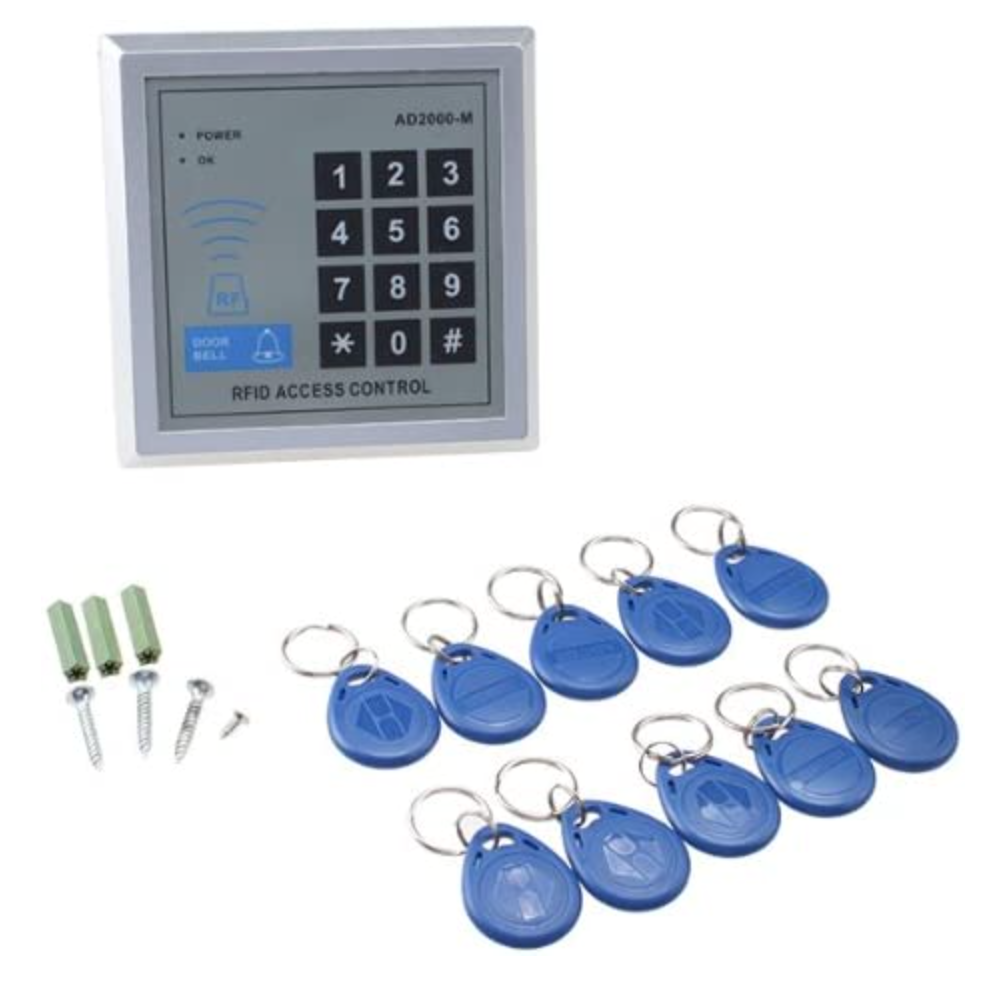 AD2000-M
POWER
OK
1 2 3
4 5 6
7 8 9
RF
DOOR
BELL
* 0 #
RFID ACCESS CONTROL